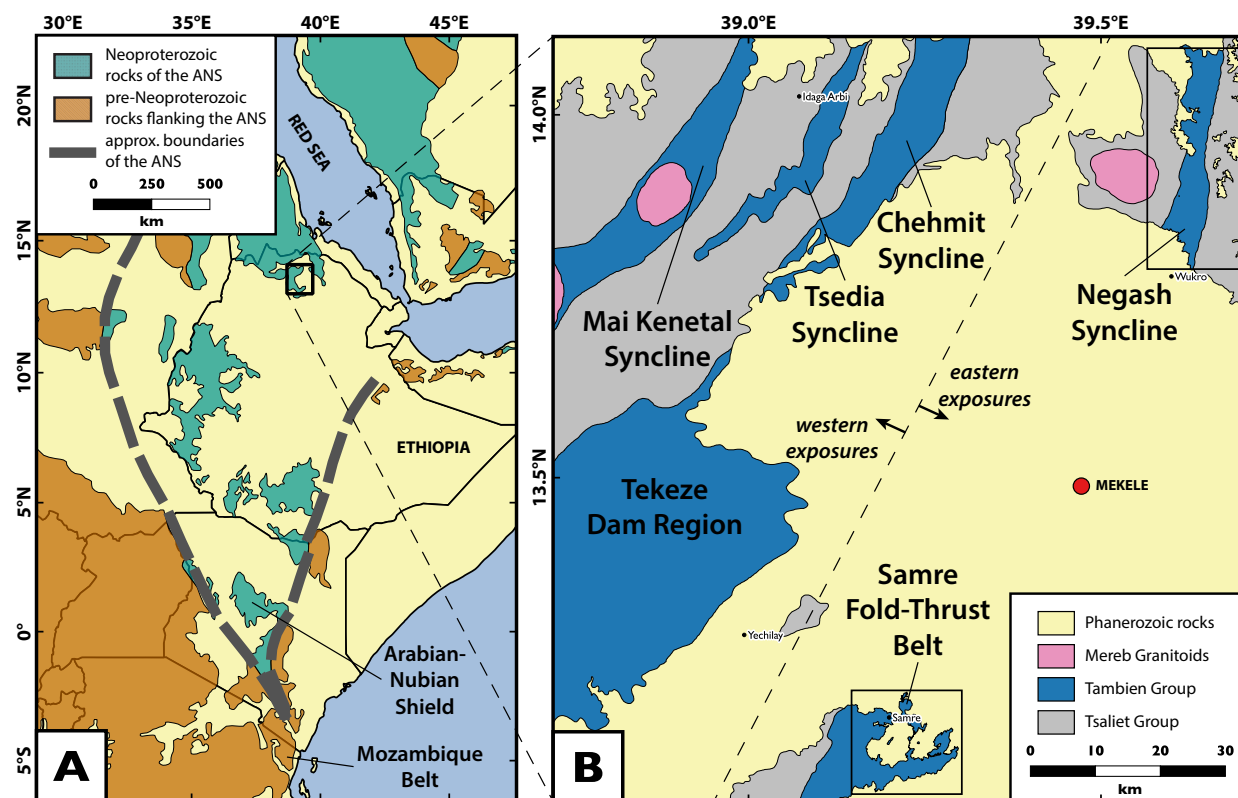 30°E
35°E
40°E
45°E
20°N
15°N
10°N
5°N
0°
5°S
Neoproterozoic
rocks of the ANS
pre-Neoproterozoic
rocks flanking the ANS
approx. boundaries
of the ANS
0 250 500
km
RED SEA
ETHIOPIA
Arabian-
Nubian
Shield
Mozambique
Belt
A
39.0°E
39.5°E
14.0°N
13.5°N
Idaga Arbi
Chehmit
Syncline
Tsedia
Syncline
Mai Kenetal
Syncline
Negash
Syncline
Wukro
eastern
exposures
western
exposures
MEKELE
Tekeze
Dam Region
Samre
Fold-Thrust
Belt
Yechilay
Samre
Phanerozoic rocks
Mereb Granitoids
Tambien Group
Tsaliet Group
0 10 20 30
km
B